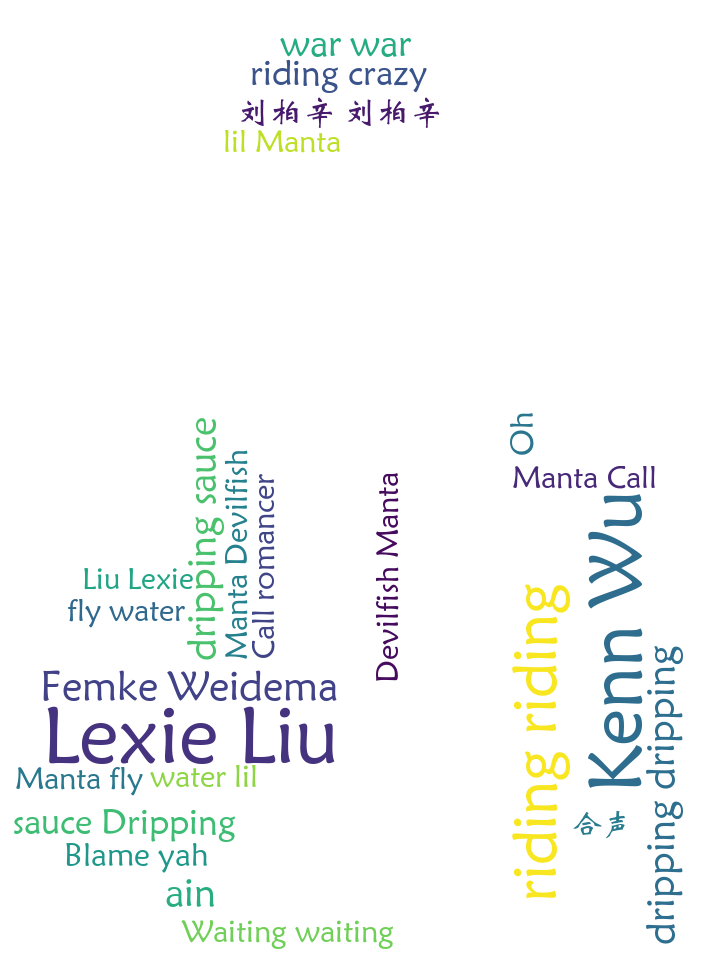 war war
riding crazy
刘柏辛 刘柏辛
lil Manta
Oh
Manta Call
dripping sauce
Manta Devilfish
Call romancer
Devilfish Manta
Kenn Wu
Liu Lexie
fly water
riding riding
dripping dripping
Femke Weidema
Lexie Liu
Manta fly
water lil
合声
sauce Dripping
Blame yah
ain
Waiting waiting